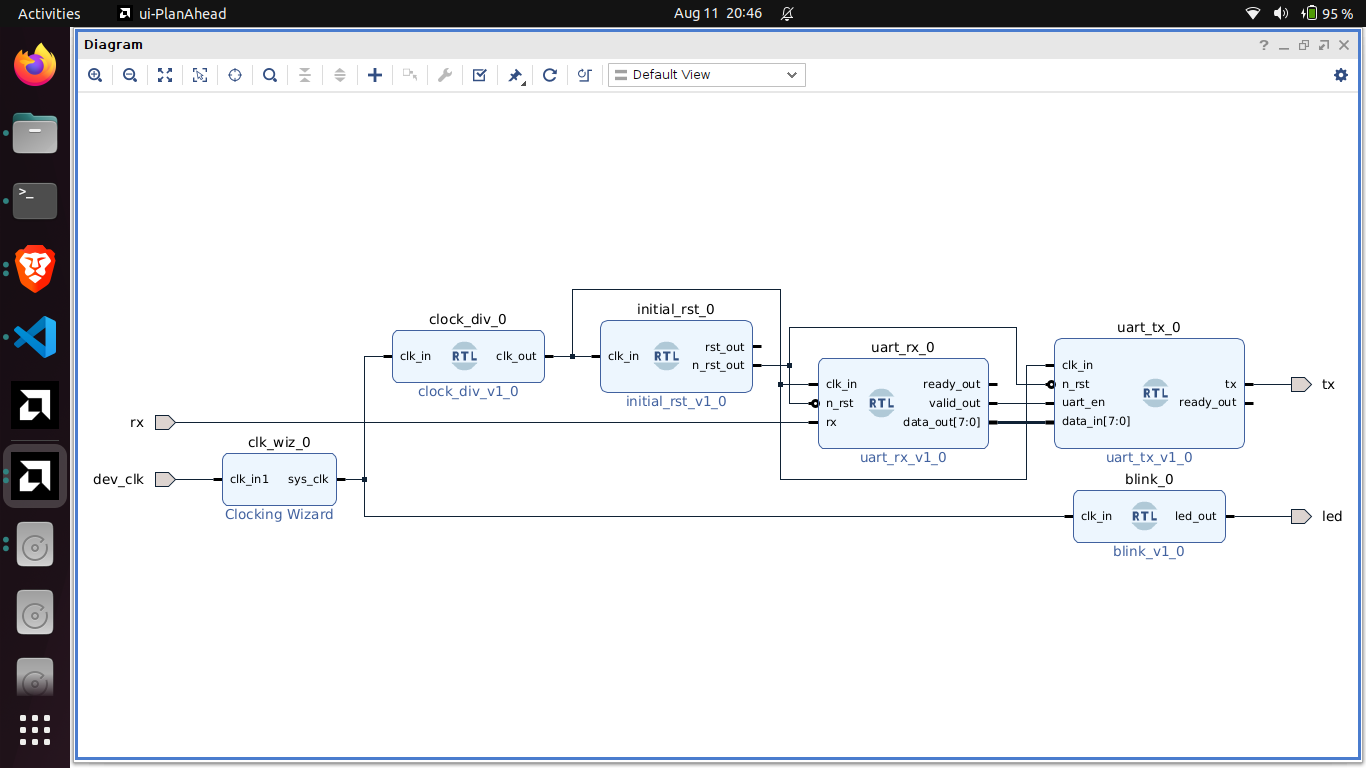 Activities
ui-PlanAhead
Aug 11 20:46
95 %
Diagram
Default View
clock_div_0
clk_in
RTL
clk_out
clock_div_v1_0
initial_rst_0
clk_in
RTL
rst_out
n_rst_out
initial_rst_v1_0
uart_rx_0
clk_in
n_rst
rx
RTL
ready_out
valid_out
data_out[7:0]
uart_rx_v1_0
uart_tx_0
clk_in
n_rst
uart_en
data_in[7:0]
RTL
tx
ready_out
uart_tx_v1_0
tx
rx
dev_clk
clk_wiz_0
clk_in1
sys_clk
Clocking Wizard
blink_0
clk_in
RTL
led_out
blink_v1_0
led